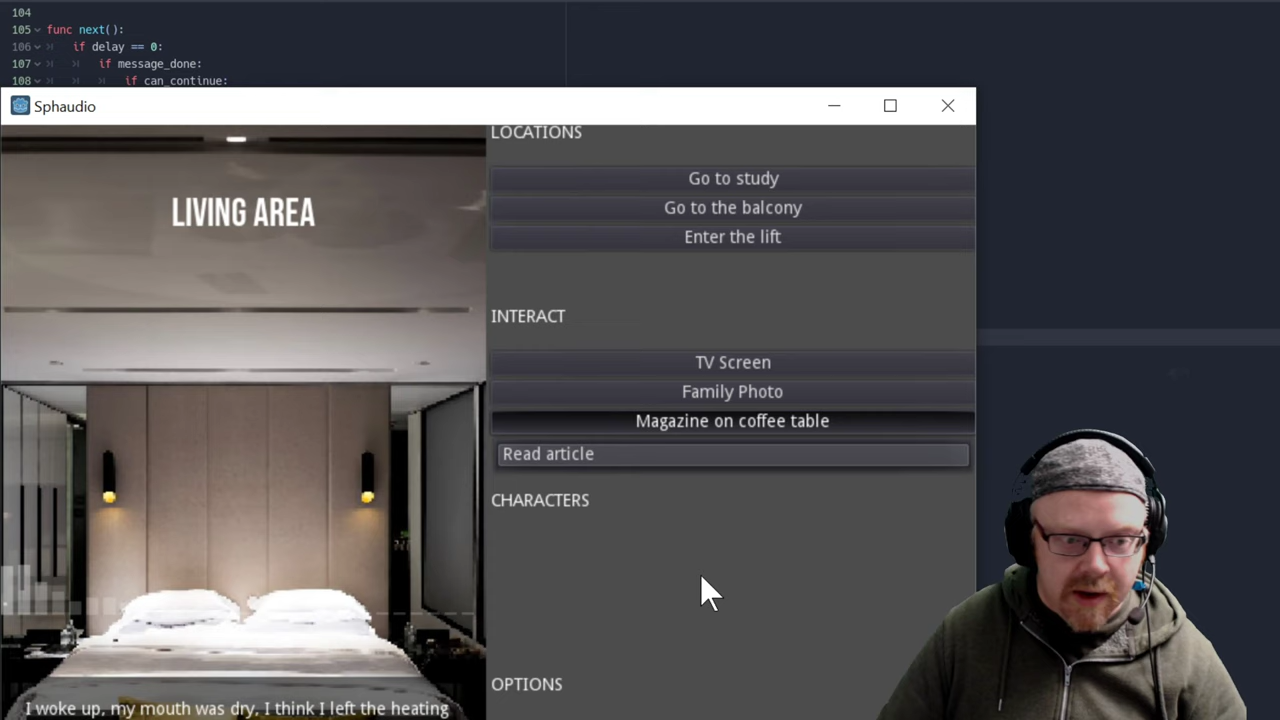 104
105 func next():
106 if delay == 0:
107 if message_done:
108 if can_continue:
Sphaudio
LIVING AREA
I woke up, my mouth was dry, I think I left the heating
LOCATIONS
Go to study
Go to the balcony
Enter the lift
INTERACT
TV Screen
Family Photo
Magazine on coffee table
Read article
CHARACTERS
OPTIONS